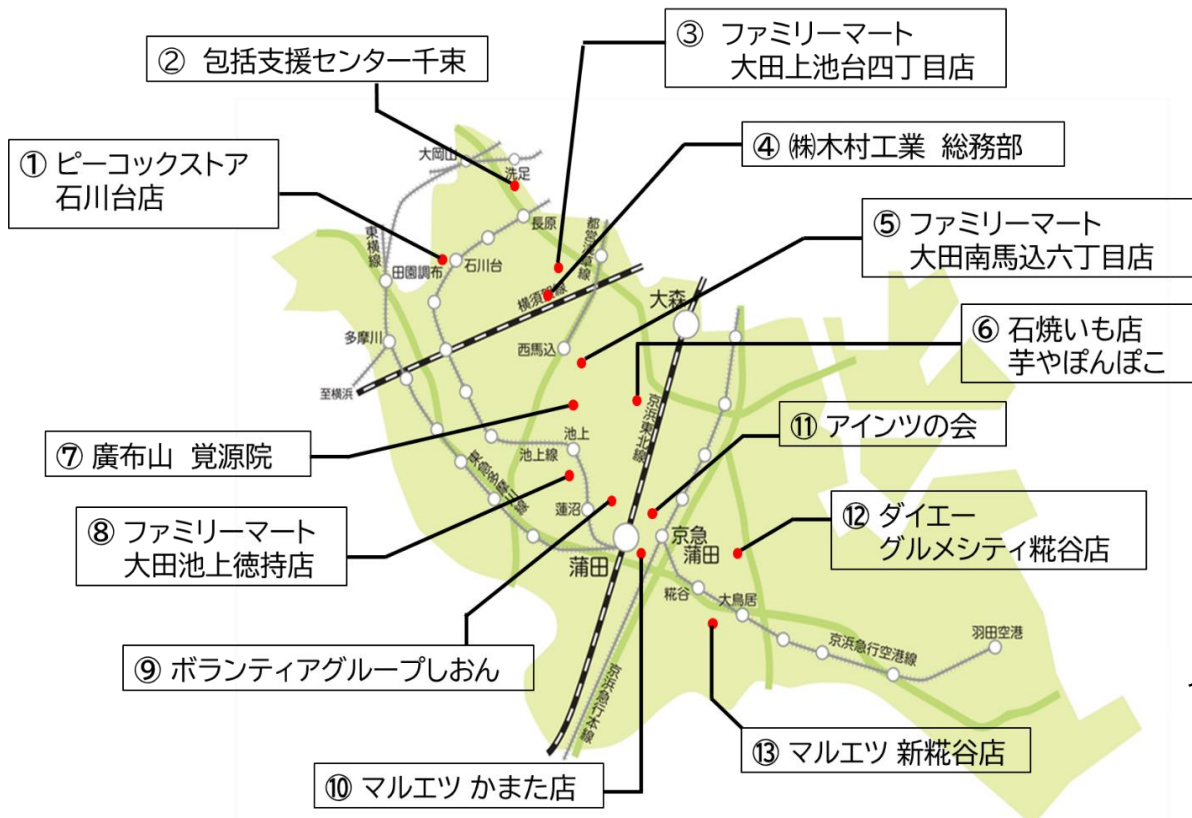 ② 包括支援センター千束
③ ファミリーマート
大田上池台四丁目店
① ピーコックストア
石川台店
④ ㈱木村工業 総務部
⑤ ファミリーマート
大田南馬込六丁目店
⑥ 石焼いも店
芋やぽんぽこ
⑦ 廣布山 覚源院
⑪ アインツの会
⑧ ファミリーマート
大田池上徳持店
⑫ ダイエー
グルメシティ糀谷店
⑨ ボランティアグループしおん
⑬ マルエツ 新糀谷店
⑩ マルエツ かまた店
大岡山
洗足
長原
東横線
田園調布
石川台
都営浅草線
横須賀線
大森
多摩川
西馬込
至横浜
京浜東北線
池上
池上線
東急多摩川線
蓮沼
蒲田
京急
蒲田
糀谷
大鳥居
京浜急行空港線
羽田空港
京浜急行本線